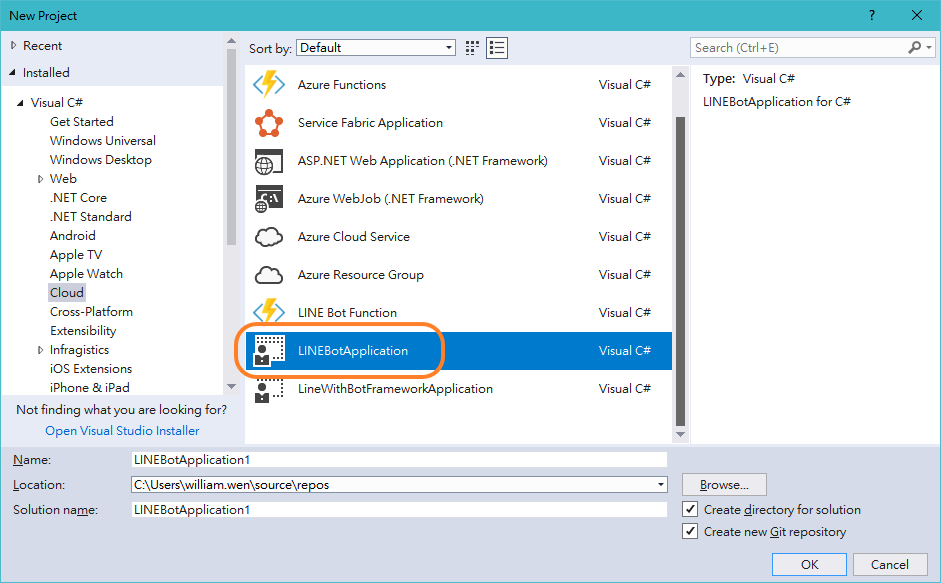 New Project
Recent
Installed
Visual C#
Get Started
Windows Universal
Windows Desktop
Web
.NET Core
.NET Standard
Android
Apple TV
Apple Watch
Cloud
Cross-Platform
Extensibility
Infragistics
iOS Extensions
iPhone & iPad
Not finding what you are looking for?
Open Visual Studio Installer
Sort by: Default
Azure Functions Visual C#
Service Fabric Application Visual C#
ASP.NET Web Application (.NET Framework) Visual C#
Azure WebJob (.NET Framework) Visual C#
Azure Cloud Service Visual C#
Azure Resource Group Visual C#
LINE Bot Function Visual C#
LINEBotApplication Visual C#
LineWithBotFrameworkApplication Visual C#
Search (Ctrl+E)
Type: Visual C#
LINEBotApplication for C#
Name: LINEBotApplication1
Location: C:\Users\william.wen\source\repos
Browse...
Solution name: LINEBotApplication1
Create directory for solution
Create new Git repository
OK Cancel